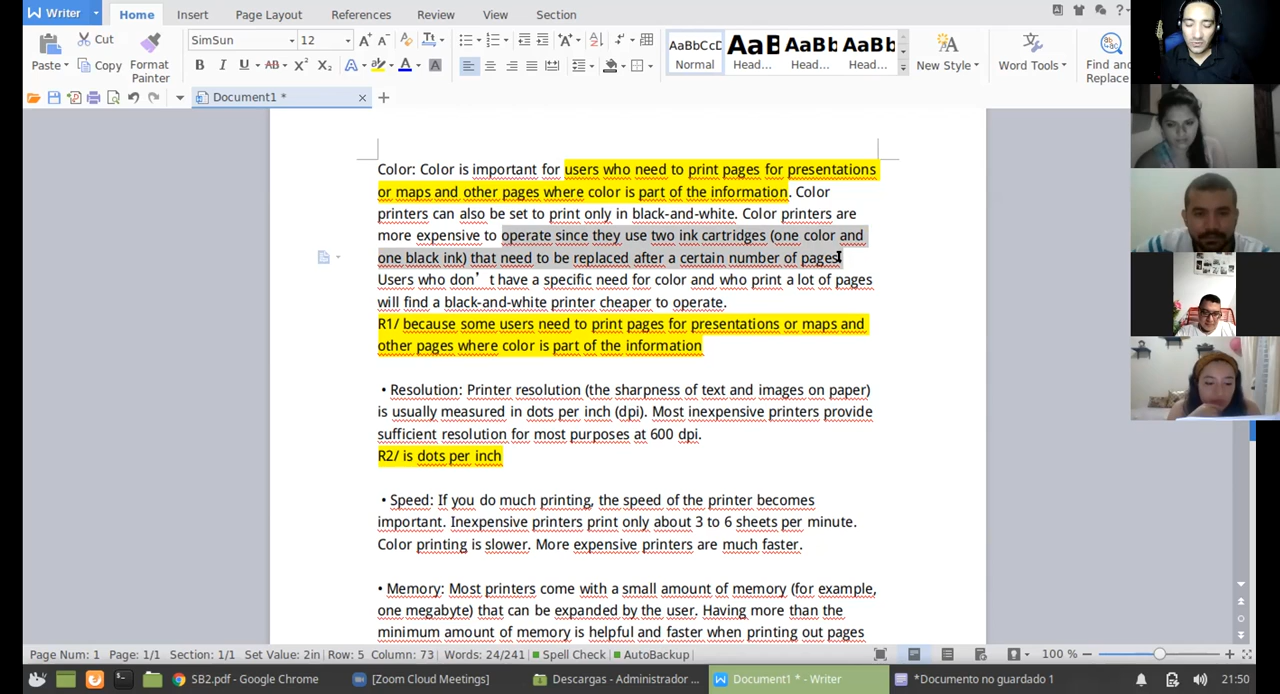 Writer
Home
Insert
Page Layout
References
Review
View
Section
Paste
Cut
Copy
Format
Painter
SimSun
12
AaBbCcD
Normal
AaBb
Head...
AaBb(
Head...
AaBb(
Head...
New Style
Word Tools
Find and
Replace
Document1 *
Color: Color is important for users who need to print pages for presentations
or maps and other pages where color is part of the information. Color
printers can also be set to print only in black-and-white. Color printers are
more expensive to operate since they use two ink cartridges (one color and
one black ink) that need to be replaced after a certain number of pages.
Users who don't have a specific need for color and who print a lot of pages
will find a black-and-white printer cheaper to operate.
R1/ because some users need to print pages for presentations or maps and
other pages where color is part of the information
• Resolution: Printer resolution (the sharpness of text and images on paper)
is usually measured in dots per inch (dpi). Most inexpensive printers provide
sufficient resolution for most purposes at 600 dpi.
R2/ is dots per inch
• Speed: If you do much printing, the speed of the printer becomes
important. Inexpensive printers print only about 3 to 6 sheets per minute.
Color printing is slower. More expensive printers are much faster.
• Memory: Most printers come with a small amount of memory (for example,
one megabyte) that can be expanded by the user. Having more than the
minimum amount of memory is helpful and faster when printing out pages
Page Num: 1 Page: 1/1 Section: 1/1 Set Value: 2in Row: 5 Column: 73 Words: 24/241 Spell Check AutoBackup 100 %
SB2.pdf - Google Chrome
[Zoom Cloud Meetings]
Descargas - Administrador ...
Document1 * - Writer
*Documento no guardado 1
21:50